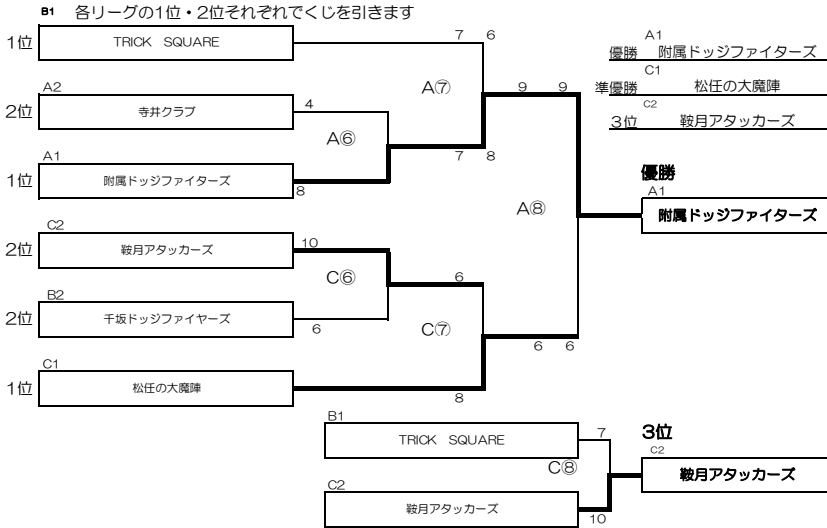 B1 各リーグの1位・2位それぞれでくじを引きます
1位 TRICK SQUARE 7 6
A1
優勝 附属ドッジファイターズ
C1
準優勝 松任の大魔陣
C2
3位 鞍月アタッカーズ
A⑦ 9 9
A2
2位 寺井クラブ 4
A⑥
7 8
A1
1位 附属ドッジファイターズ
8
優勝
A1
附属ドッジファイターズ
A⑧
C2
2位 鞍月アタッカーズ 10
C⑥ 6
B2
2位 千坂ドッジファイヤーズ 6
C⑦
6 6
C1
1位 松任の大魔陣
8
B1
TRICK SQUARE 7
3位
C2
鞍月アタッカーズ
C⑧
C2
鞍月アタッカーズ
10